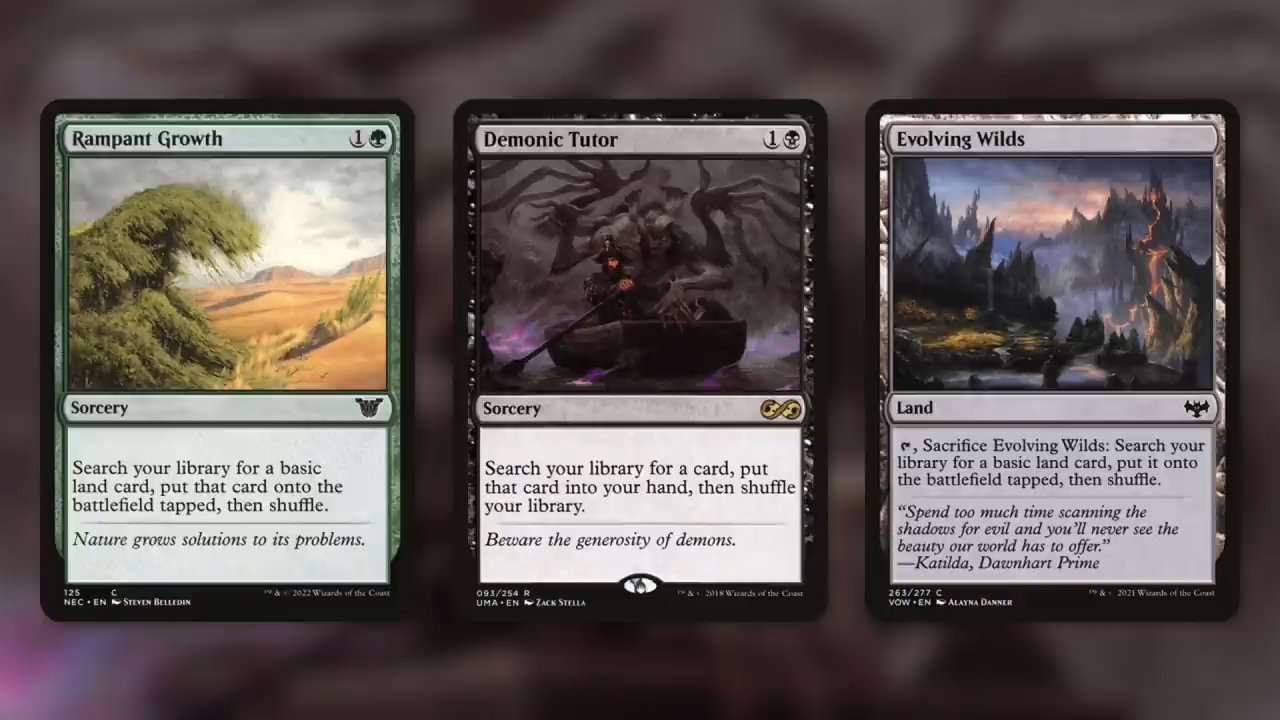 Rampant Growth 1
Sorcery
Search your library for a basic
land card, put that card onto the
battlefield tapped, then shuffle.
Nature grows solutions to its problems.
125 C
NEC • EN Steven Belledin
™ & © 2022 Wizards of the Coast
Demonic Tutor 1
Sorcery
Search your library for a card, put
that card into your hand, then shuffle
your library.
Beware the generosity of demons.
093/254 R
UMA • EN Zack Stella
™ & © 2018 Wizards of the Coast
Evolving Wilds
Land
, Sacrifice Evolving Wilds: Search your
library for a basic land card, put it onto
the battlefield tapped, then shuffle.
“Spend too much time scanning the
shadows for evil and you’ll never see the
beauty our world has to offer.”
—Katilda, Dawnhart Prime
263/277 C
VOW • EN Alayna Danner
™ & © 2021 Wizards of the Coast